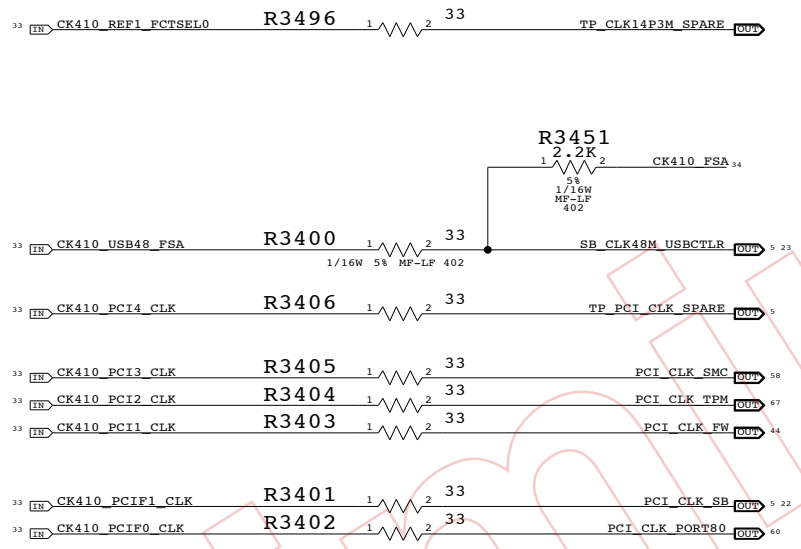 33 IN CK410_REF1_FCTSEL0 R3496 1 2 33 TP_CLK14P3M_SPARE OUT
R3451
2.2K
1 2 CK410_FSA 34
5%
1/16W
MF-LF
402
33 IN CK410_USB48_FSA R3400 1 2 33 SB_CLK48M_USBCTLR OUT 5 23
1/16W 5% MF-LF 402
33 IN CK410_PCI4_CLK R3406 1 2 33 TP_PCI_CLK_SPARE OUT 5
33 IN CK410_PCI3_CLK R3405 1 2 33 PCI_CLK_SMC OUT 58
33 IN CK410_PCI2_CLK R3404 1 2 33 PCI_CLK_TPM OUT 67
33 IN CK410_PCI1_CLK R3403 1 2 33 PCI_CLK_FW OUT 44
33 IN CK410_PCIF1_CLK R3401 1 2 33 PCI_CLK_SB OUT 5 22
33 IN CK410_PCIF0_CLK R3402 1 2 33 PCI_CLK_PORT80 OUT 60